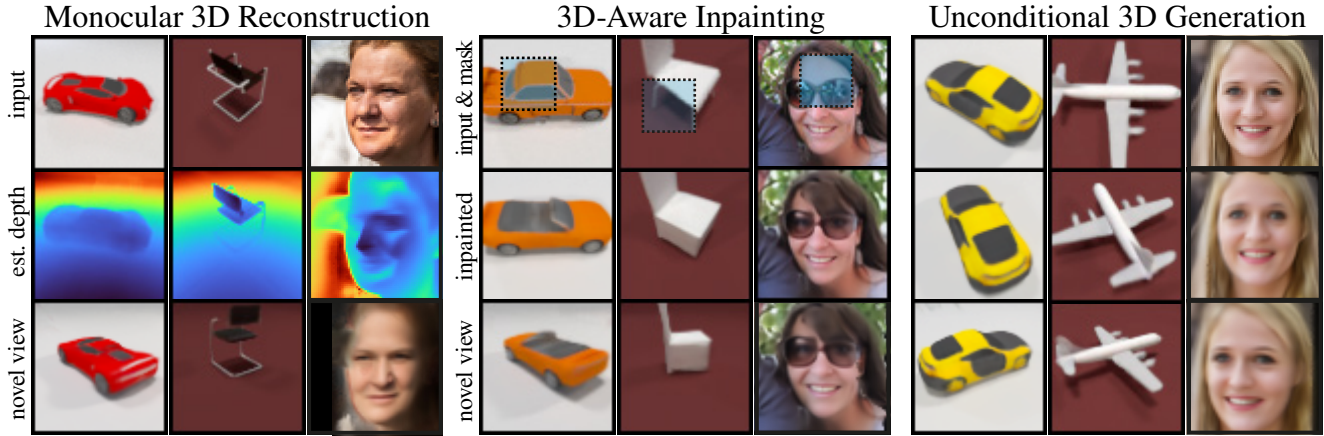 Monocular 3D Reconstruction
input
est. depth
novel view
3D-Aware Inpainting
input & mask
inpainted
novel view
Unconditional 3D Generation